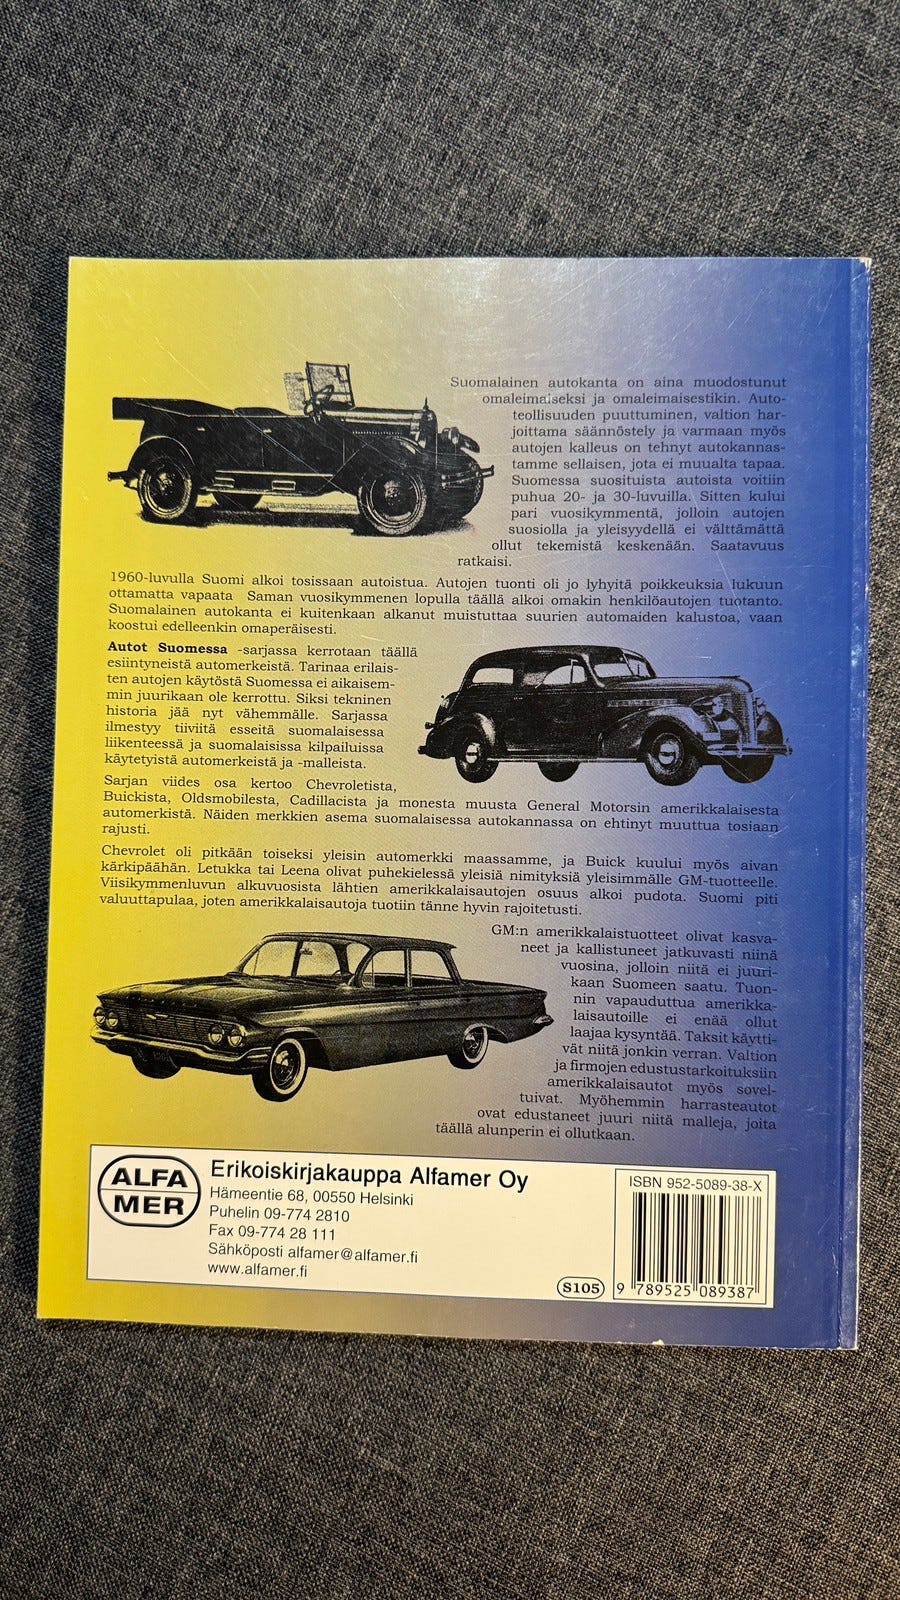 Suomalainen autokanta on aina muodostunut
omaleimaiseksi ja omaleimaisestikin. Auto-
teollisuuden puuttuminen, valtion har-
joittama säännöstely ja varmaan myös
autojen kalleus on tehnyt autokannas-
tamme sellaisen, jota ei muualta tapaa.
Suomessa suosituista autoista voitiin
puhua 20- ja 30-luvuilla. Sitten kului
pari vuosikymmentä, jolloin autojen
suosiolla ja yleisyydellä ei välttämättä
ollut tekemistä keskenään. Saatavuus
ratkaisi.
1960-luvulla Suomi alkoi tosissaan autoistua. Autojen tuonti oli jo lyhyitä poikkeuksia lukuun
ottamatta vapaata Saman vuosikymmenen lopulla täällä alkoi omakin henkilöautojen tuotanto.
Suomalainen autokanta ei kuitenkaan alkanut muistuttaa suurien automaiden kalustoa, vaan
koostui edelleenkin omaperäisesti.
Autot Suomessa -sarjassa kerrotaan täällä
esiintyneistä automerkeistä. Tarinaa erilais-
ten autojen käytöstä Suomessa ei aikaisem-
min juurikaan ole kerrottu. Siksi tekninen
historia jää nyt vähemmälle. Sarjassa
ilmestyy tiiviitä esseitä suomalaisessa
liikenteessä ja suomalaisissa kilpailuissa
käytetyistä automerkeistä ja -malleista.
Sarjan viides osa kertoo Chevroletista,
Buickista, Oldsmobilesta, Cadillacista ja monesta muusta General Motorsin amerikkalaisesta
automerkistä. Näiden merkkien asema suomalaisessa autokannassa on ehtinyt muuttua tosiaan
rajusti.
Chevrolet oli pitkään toiseksi yleisin automerkki maassamme, ja Buick kuului myös aivan
kärkipäähän. Letukka tai Leena olivat puhekielessä yleisiä nimityksiä yleisimmälle GM-tuotteelle.
Viisikymmenluvun alkuvuosista lähtien amerikkalaisautojen osuus alkoi pudota. Suomi piti
valuuttapulaa, joten amerikkalaisautoja tuotiin tänne hyvin rajoitetusti.
GM:n amerikkalaistuotteet olivat kasva-
neet ja kallistuneet jatkuvasti niinä
vuosina, jolloin niitä ei juuri-
kaan Suomeen saatu. Tuon-
nin vapauduttua amerikka-
laisautoille ei enää ollut
laajaa kysyntää. Taksit käytti-
vät niitä jonkin verran. Valtion
ja firmojen edustustarkoituksiin
amerikkalaisautot myös sovel-
tuivat. Myöhemmin harrasteautot
ovat edustaneet juuri niitä malleja, joita
täällä alunperin ei ollutkaan.
ALFA
MER
Erikoiskirjakauppa Alfamer Oy
Hämeentie 68, 00550 Helsinki
Puhelin 09-774 2810
Fax 09-774 28 111
Sähköposti alfamer@alfamer.fi
www.alfamer.fi
S105
ISBN 952-5089-38-X
9 789525 089387